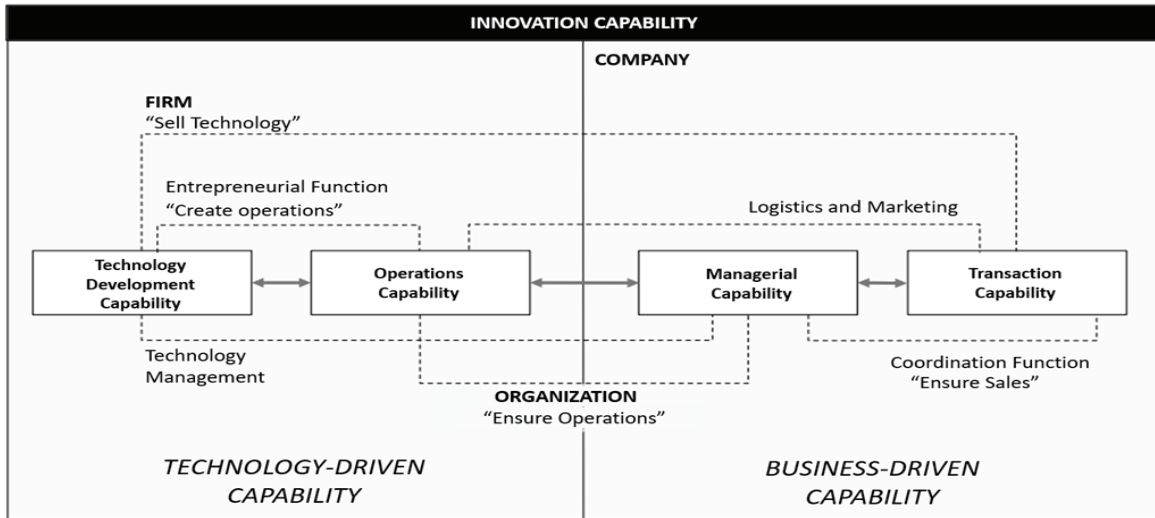 INNOVATION CAPABILITY
COMPANY
FIRM
“Sell Technology”
Entrepreneurial Function
“Create operations”
Logistics and Marketing
Technology
Development
Capability
Operations
Capability
Managerial
Capability
Transaction
Capability
Technology
Management
Coordination Function
“Ensure Sales”
ORGANIZATION
“Ensure Operations”
TECHNOLOGY-DRIVEN
CAPABILITY
BUSINESS-DRIVEN
CAPABILITY